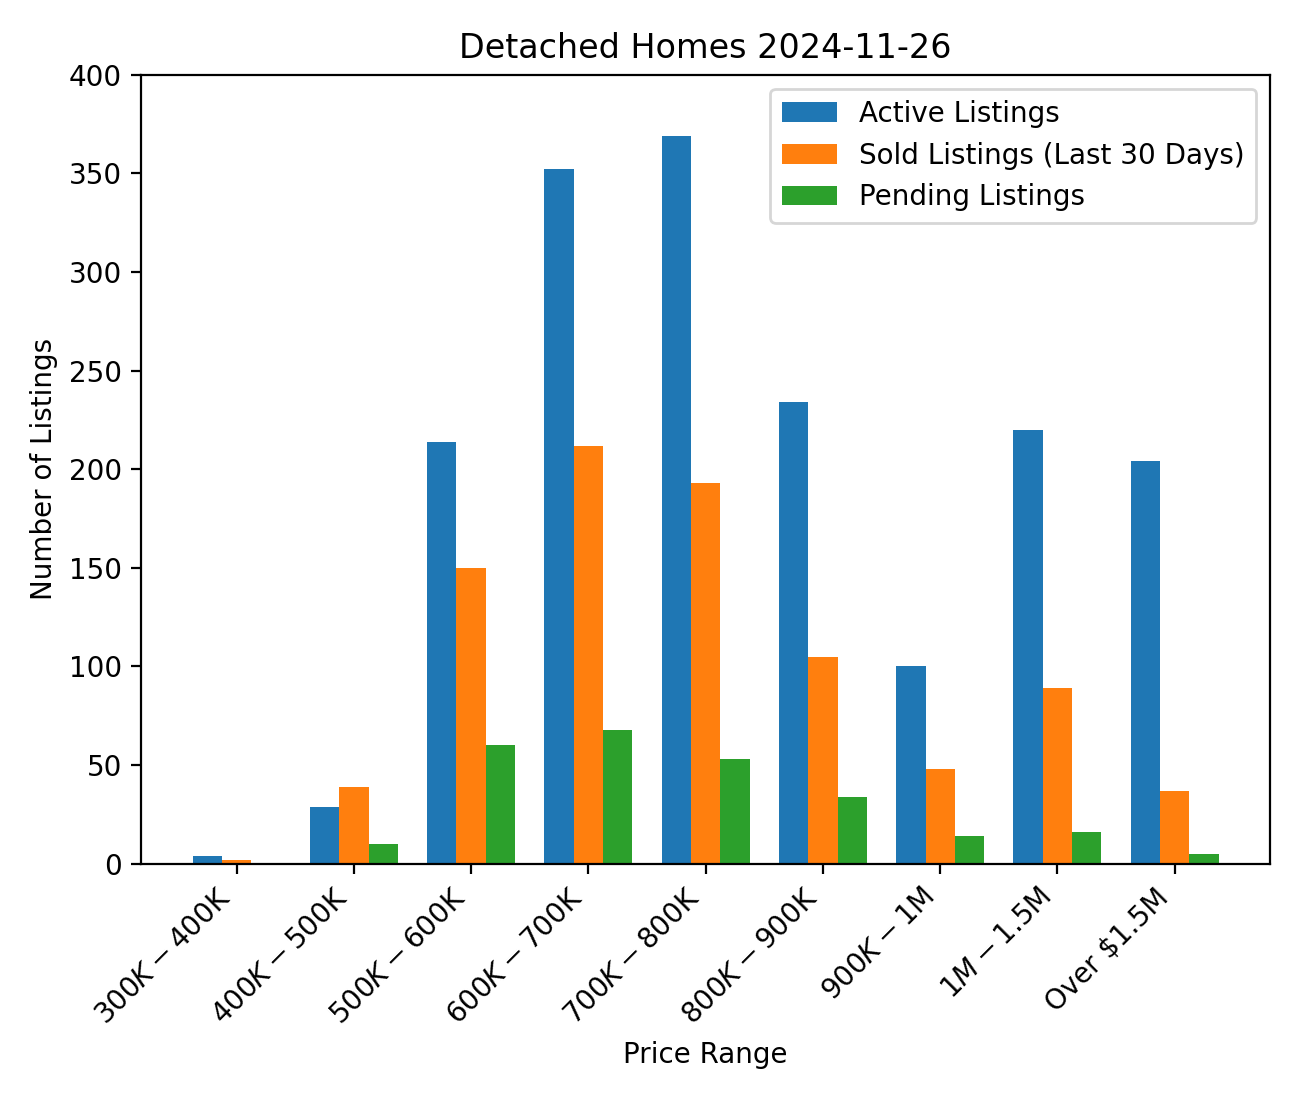 Detached Homes 2024-11-26
400
350
300
250
200
150
100
50
0
Number of Listings
Active Listings
Sold Listings (Last 30 Days)
Pending Listings
300K − 400K
400K − 500K
500K − 600K
600K − 700K
700K − 800K
800K − 900K
900K − 1M
1M − 1.5M
Over $1.5M
Price Range